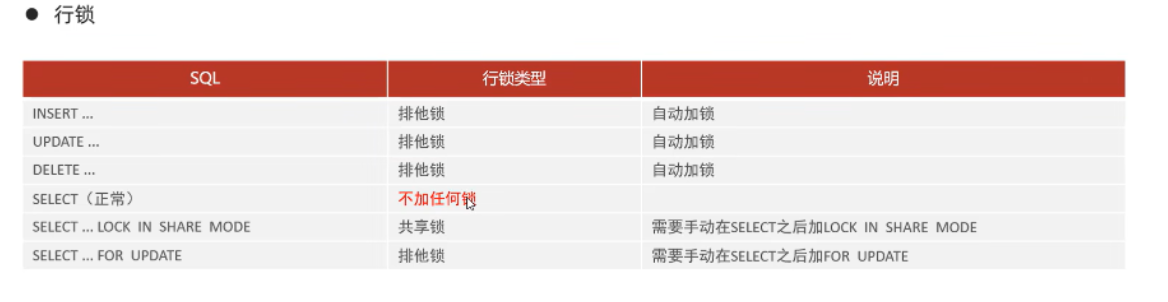 ● 行锁
SQL 行锁类型 说明
INSERT ... 排他锁 自动加锁
UPDATE ... 排他锁 自动加锁
DELETE ... 排他锁 自动加锁
SELECT（正常） 不加任何锁
SELECT ... LOCK IN SHARE MODE 共享锁 需要手动在SELECT之后加LOCK IN SHARE MODE
SELECT ... FOR UPDATE 排他锁 需要手动在SELECT之后加FOR UPDATE